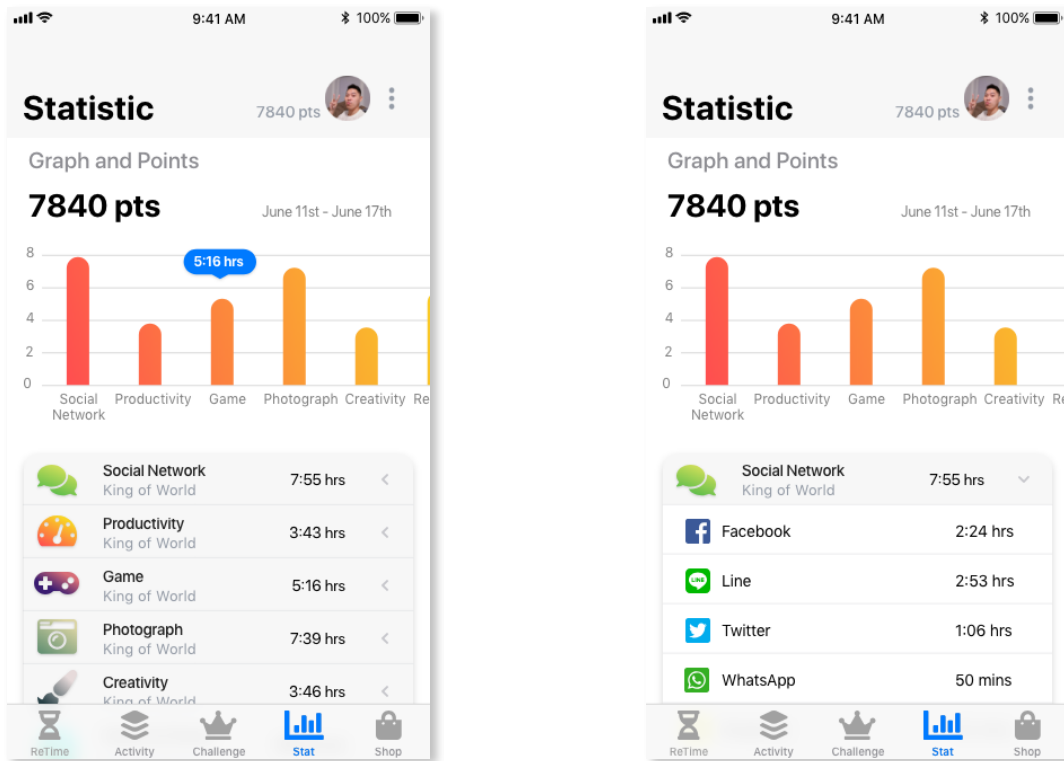 9:41 AM
100%
Statistic
7840 pts
Graph and Points
7840 pts
June 11st - June 17th
8
5:16 hrs
6
4
2
0
Social Network
Productivity
Game
Photograph
Creativity
Re
Social Network
7:55 hrs
King of World
Productivity
3:43 hrs
King of World
Game
5:16 hrs
King of World
Photograph
7:39 hrs
King of World
Creativity
3:46 hrs
King of World
ReTime
Activity
Challenge
Stat
Shop
9:41 AM
100%
Statistic
7840 pts
Graph and Points
7840 pts
June 11st - June 17th
8
6
4
2
0
Social Network
Productivity
Game
Photograph
Creativity
Re
Social Network
7:55 hrs
King of World
Facebook
2:24 hrs
LINE
Line
2:53 hrs
Twitter
1:06 hrs
WhatsApp
50 mins
ReTime
Activity
Challenge
Stat
Shop